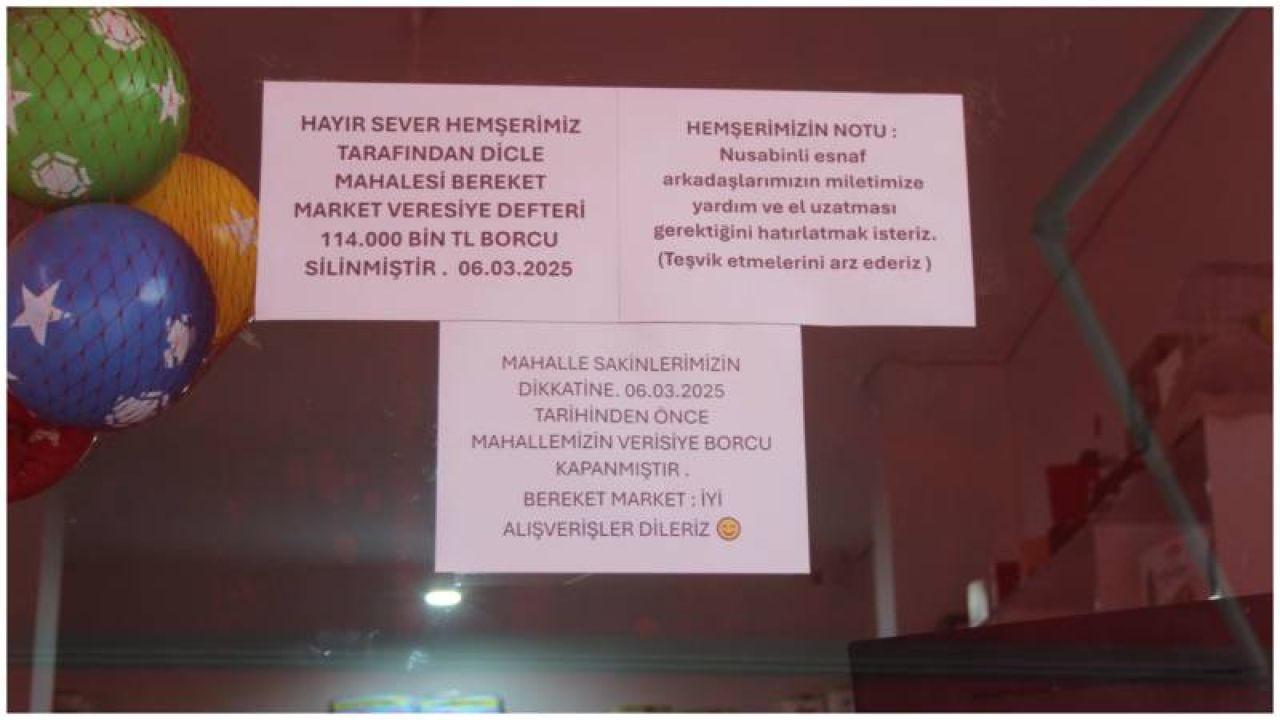 HAYIR SEVER HEMŞERİMİZ
TARAFINDAN DİCLE
MAHALESİ BEREKET
MARKET VERESİYE DEFTERİ
114.000 BİN TL BORCU
SİLİNMİŞTİR . 06.03.2025
HEMŞERİMİZİN NOTU :
Nusabinli esnaf
arkadaşlarımızın miletimize
yardım ve el uzatması
gerektiğini hatırlatmak isteriz.
(Teşvik etmelerini arz ederiz )
MAHALLE SAKİNLERİMİZİN
DİKKATİNE. 06.03.2025
TARİHİNDEN ÖNCE
MAHALLEMİZİN VERİSİYE BORCU
KAPANMIŞTIR .
BEREKET MARKET : İYİ
ALIŞVERİŞLER DİLERİZ 😊